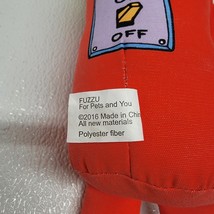 OFF
FUZZU
For Pets and You
©2016 Made in Chi
All new materials
Polyester fiber